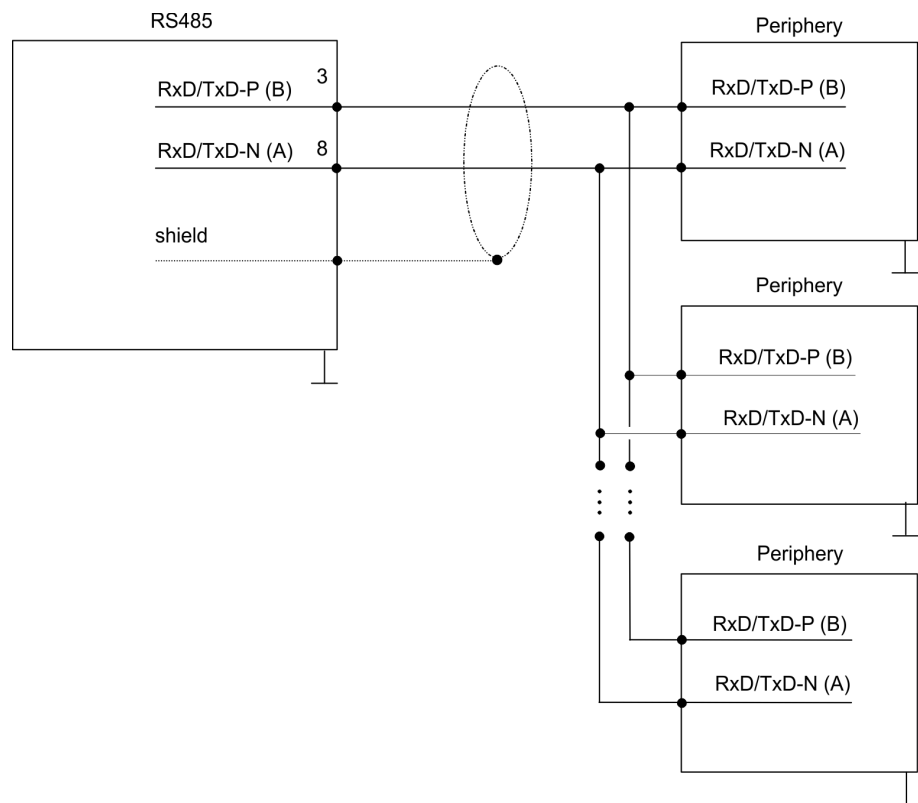 RS485
RxD/TxD-P (B)
3
RxD/TxD-N (A)
8
shield
Periphery
RxD/TxD-P (B)
RxD/TxD-N (A)
Periphery
RxD/TxD-P (B)
RxD/TxD-N (A)
Periphery
RxD/TxD-P (B)
RxD/TxD-N (A)